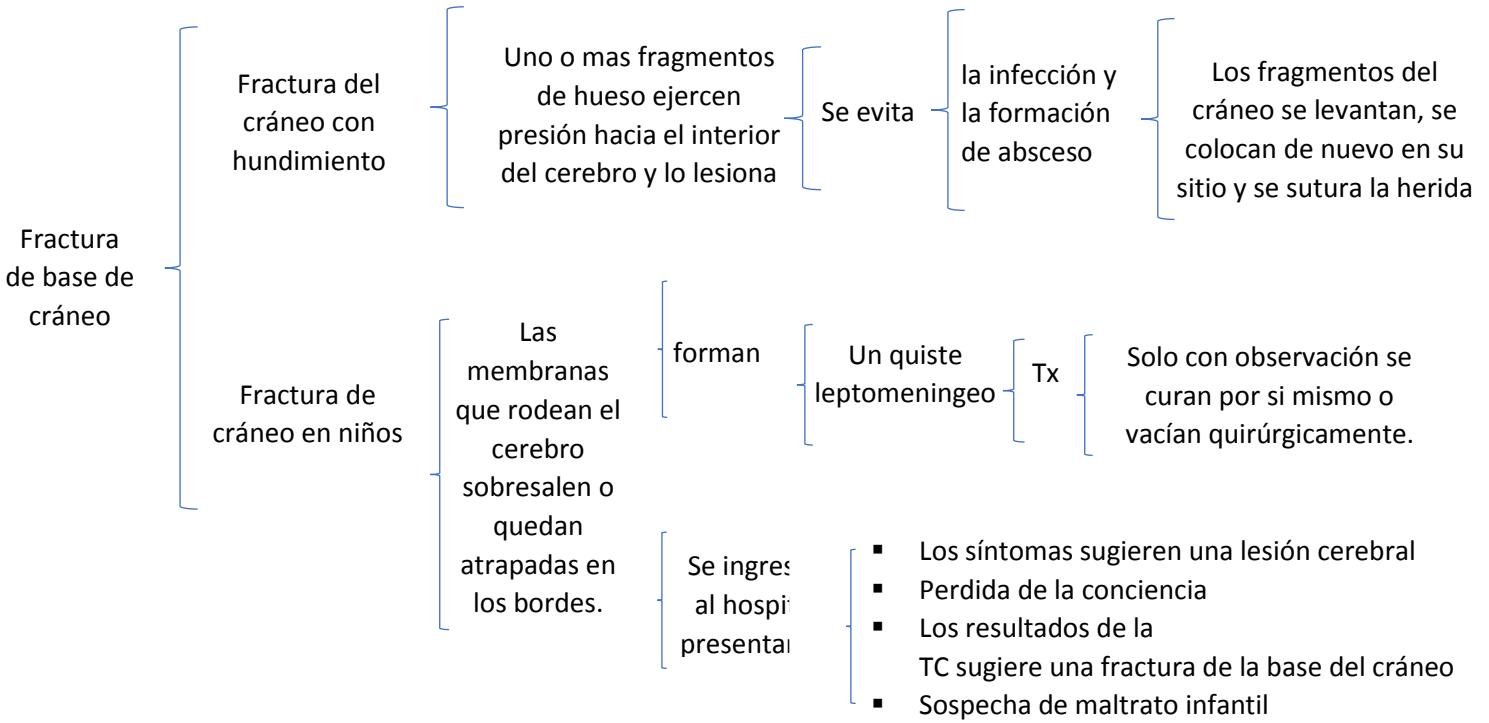 Fractura
de base de
cráneo
Fractura del
cráneo con
hundimiento
Uno o mas fragmentos
de hueso ejercen
presión hacia el interior
del cerebro y lo lesiona
Se evita
la infección y
la formación
de absceso
Los fragmentos del
cráneo se levantan, se
colocan de nuevo en su
sitio y se sutura la herida
Fractura de
cráneo en niños
Las
membranas
que rodean el
cerebro
sobresalen o
quedan
atrapadas en
los bordes.
forman
Un quiste
leptomeningeo
Tx
Solo con observación se
curan por si mismo o
vacían quirúrgicamente.
Se
al
▪ Los síntomas sugieren una lesión cerebral
▪ Perdida de la conciencia
▪ Los resultados de la
TC sugiere una fractura de la base del cráneo
▪ Sospecha de maltrato infantil